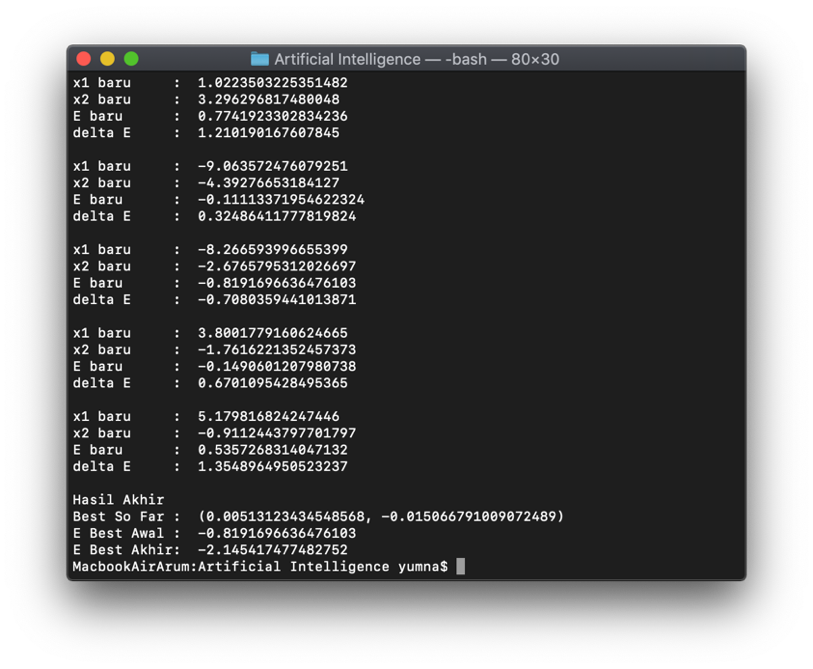 Artificial Intelligence — -bash — 80×30
x1 baru : 1.0223503225351482
x2 baru : 3.296296817480048
E baru : 0.7741923302834236
delta E : 1.210190167607845
x1 baru : -9.063572476079251
x2 baru : -4.39276653184127
E baru : -0.11113371954622324
delta E : 0.32486411777819824
x1 baru : -8.266593996655399
x2 baru : -2.6765795312026697
E baru : -0.8191696636476103
delta E : -0.7080359441013871
x1 baru : 3.8001779160624665
x2 baru : -1.7616221352457373
E baru : -0.1490601207980738
delta E : 0.6701095428495365
x1 baru : 5.179816824247446
x2 baru : -0.9112443797701797
E baru : 0.5357268314047132
delta E : 1.3548964950523237
Hasil Akhir
Best So Far : (0.00513123434548568, -0.015066791009072489)
E Best Awal : -0.8191696636476103
E Best Akhir: -2.145417477482752
MacbookAirArum:Artificial Intelligence yumna$